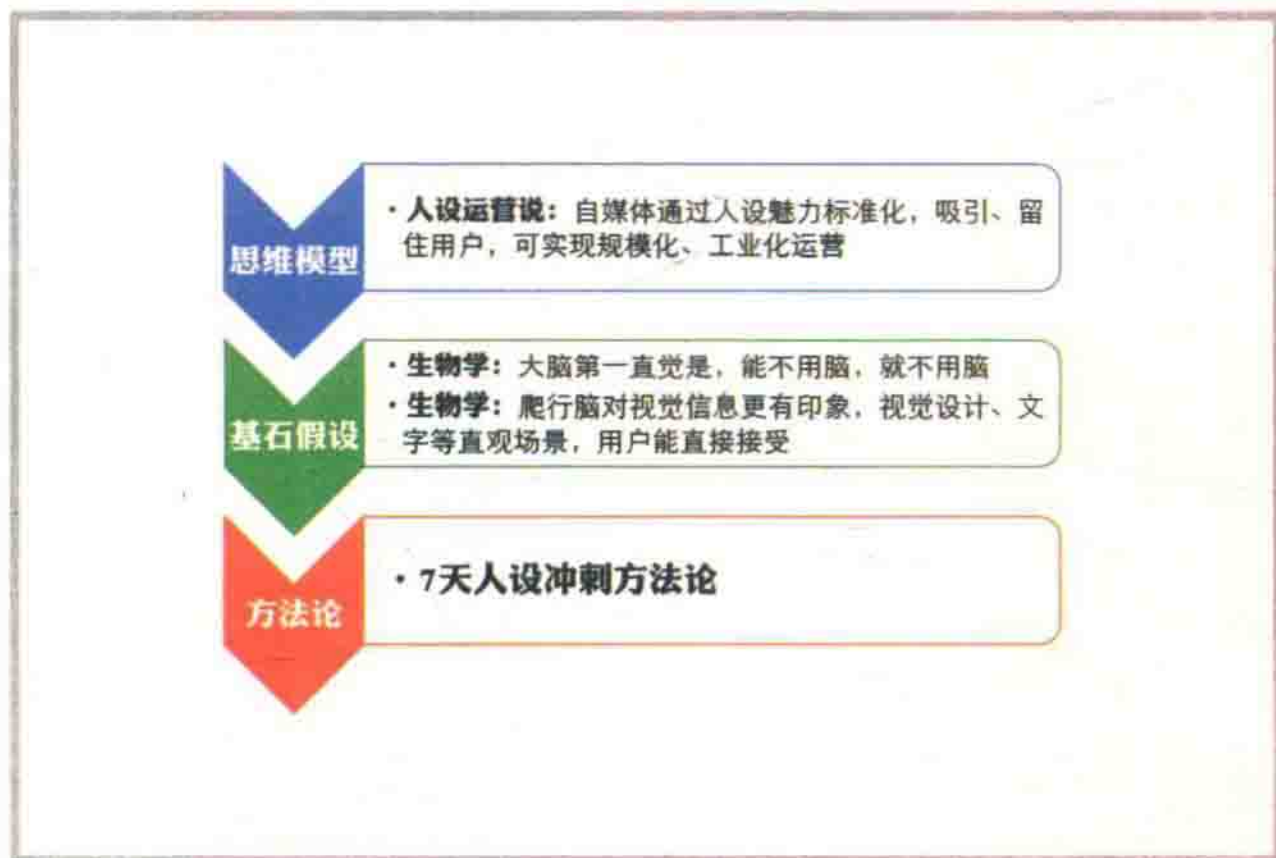 思维模型
· 人设运营说：自媒体通过人设魅力标准化，吸引、留
住用户，可实现规模化、工业化运营
基石假设
· 生物学：大脑第一直觉是，能不用脑，就不用脑
· 生物学：爬行脑对视觉信息更有印象，视觉设计、文
字等直观场景，用户能直接接受
方法论
· 7天人设冲刺方法论